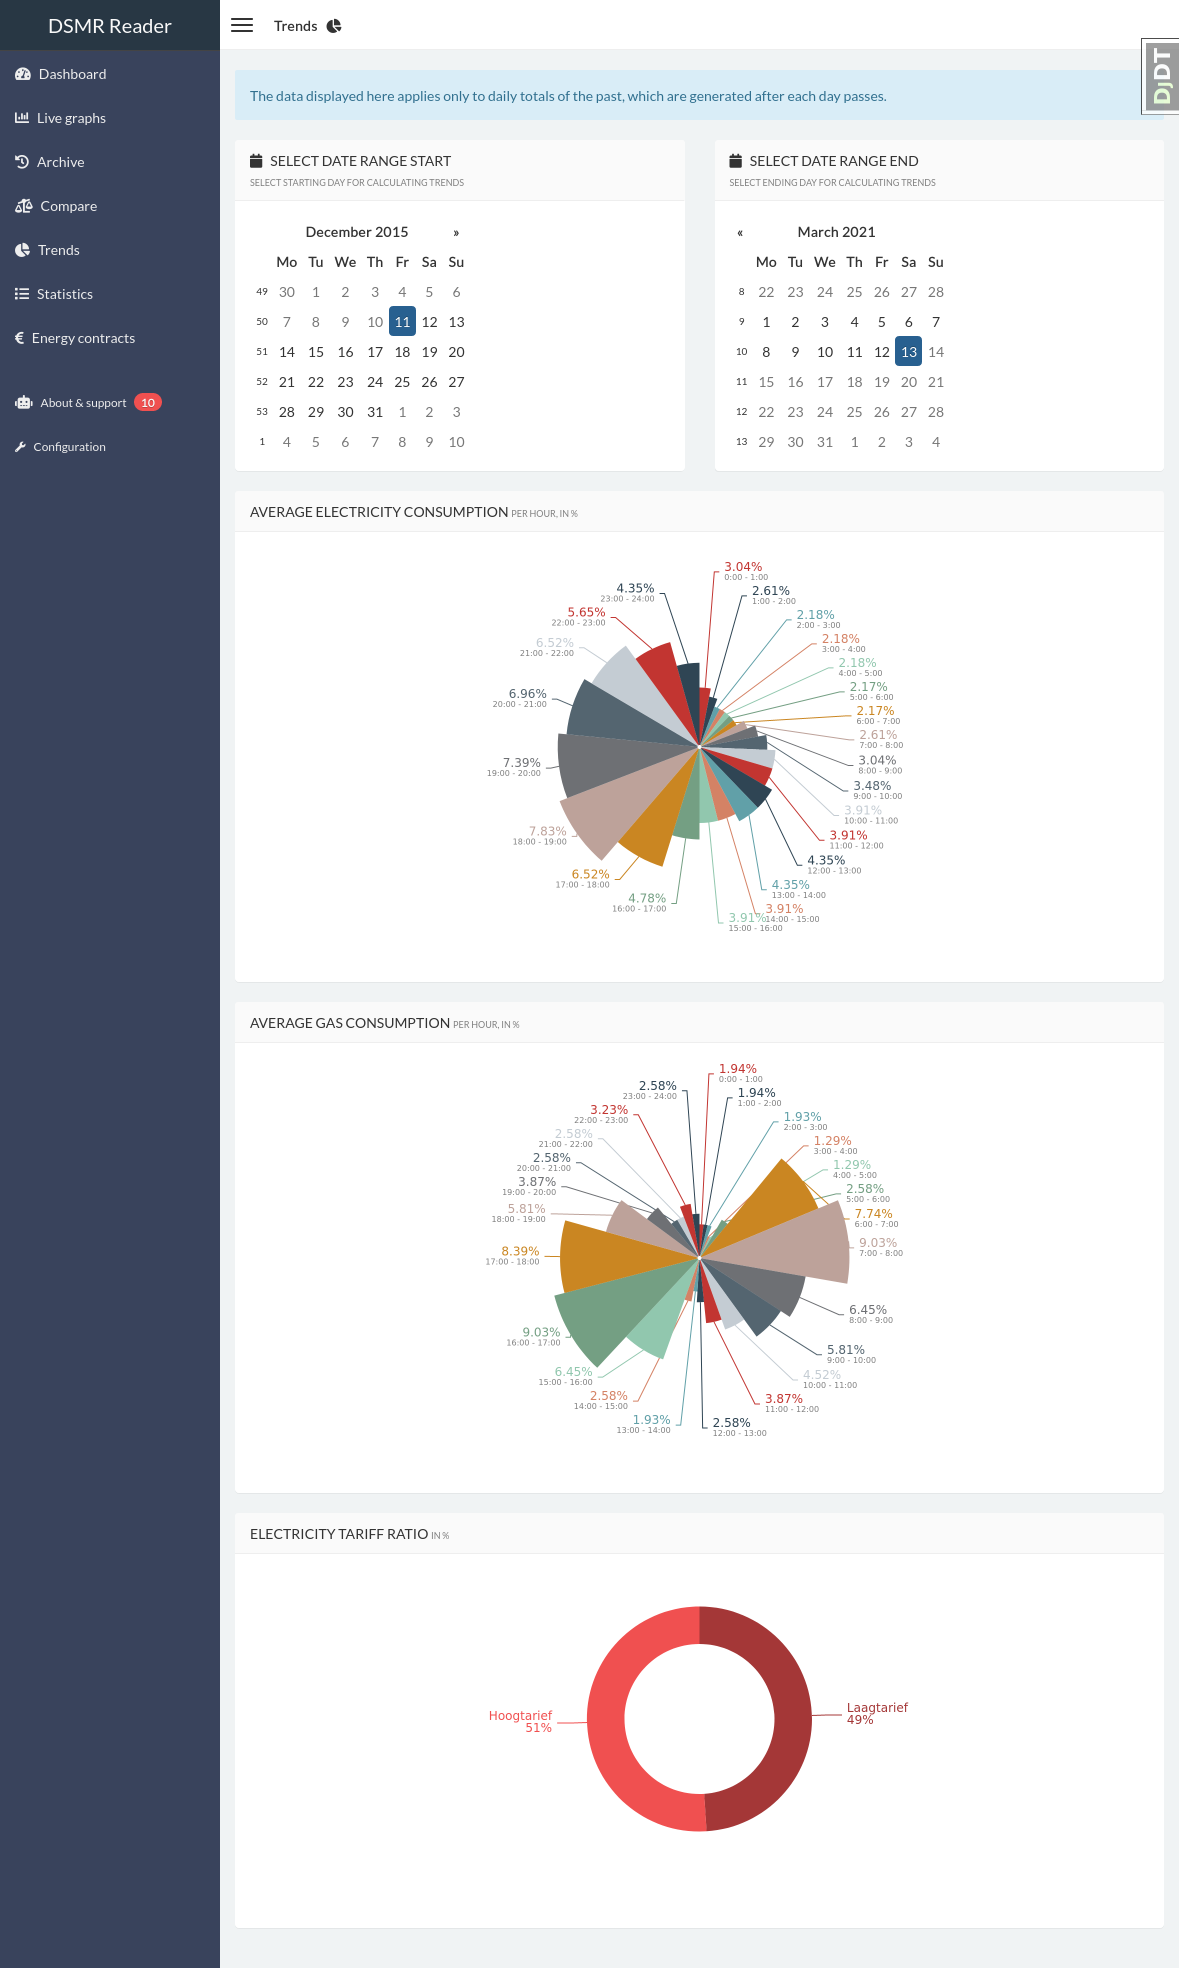 DSMR Reader
Dashboard
Live graphs
Archive
Compare
Trends
Statistics
Energy contracts
About & support 10
Configuration
Trends
DjDT
The data displayed here applies only to daily totals of the past, which are generated after each day passes.
SELECT DATE RANGE START
SELECT STARTING DAY FOR CALCULATING TRENDS
December 2015 »
Mo Tu We Th Fr Sa Su
49 30 1 2 3 4 5 6
50 7 8 9 10 11 12 13
51 14 15 16 17 18 19 20
52 21 22 23 24 25 26 27
53 28 29 30 31 1 2 3
1 4 5 6 7 8 9 10
SELECT DATE RANGE END
SELECT ENDING DAY FOR CALCULATING TRENDS
« March 2021
Mo Tu We Th Fr Sa Su
8 22 23 24 25 26 27 28
9 1 2 3 4 5 6 7
10 8 9 10 11 12 13 14
11 15 16 17 18 19 20 21
12 22 23 24 25 26 27 28
13 29 30 31 1 2 3 4
AVERAGE ELECTRICITY CONSUMPTION PER HOUR, IN %
3.04%
0:00 - 1:00
2.61%
1:00 - 2:00
2.18%
2:00 - 3:00
2.18%
3:00 - 4:00
2.18%
4:00 - 5:00
2.17%
5:00 - 6:00
2.17%
6:00 - 7:00
2.61%
7:00 - 8:00
3.04%
8:00 - 9:00
3.48%
9:00 - 10:00
3.91%
10:00 - 11:00
3.91%
11:00 - 12:00
4.35%
12:00 - 13:00
4.35%
13:00 - 14:00
3.91%
14:00 - 15:00
3.91%
15:00 - 16:00
4.78%
16:00 - 17:00
6.52%
17:00 - 18:00
7.83%
18:00 - 19:00
7.39%
19:00 - 20:00
6.96%
20:00 - 21:00
6.52%
21:00 - 22:00
5.65%
22:00 - 23:00
4.35%
23:00 - 24:00
AVERAGE GAS CONSUMPTION PER HOUR, IN %
1.94%
0:00 - 1:00
1.94%
1:00 - 2:00
1.93%
2:00 - 3:00
1.29%
3:00 - 4:00
1.29%
4:00 - 5:00
2.58%
5:00 - 6:00
7.74%
6:00 - 7:00
9.03%
7:00 - 8:00
6.45%
8:00 - 9:00
5.81%
9:00 - 10:00
4.52%
10:00 - 11:00
3.87%
11:00 - 12:00
2.58%
12:00 - 13:00
1.93%
13:00 - 14:00
2.58%
14:00 - 15:00
6.45%
15:00 - 16:00
9.03%
16:00 - 17:00
8.39%
17:00 - 18:00
5.81%
18:00 - 19:00
3.87%
19:00 - 20:00
2.58%
20:00 - 21:00
2.58%
21:00 - 22:00
3.23%
22:00 - 23:00
2.58%
23:00 - 24:00
ELECTRICITY TARIFF RATIO IN %
Hoogtarief
51%
Laagtarief
49%